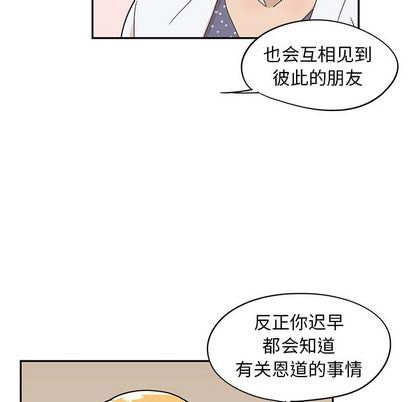 也会互相见到
彼此的朋友
反正你迟早
都会知道
有关恩道的事情